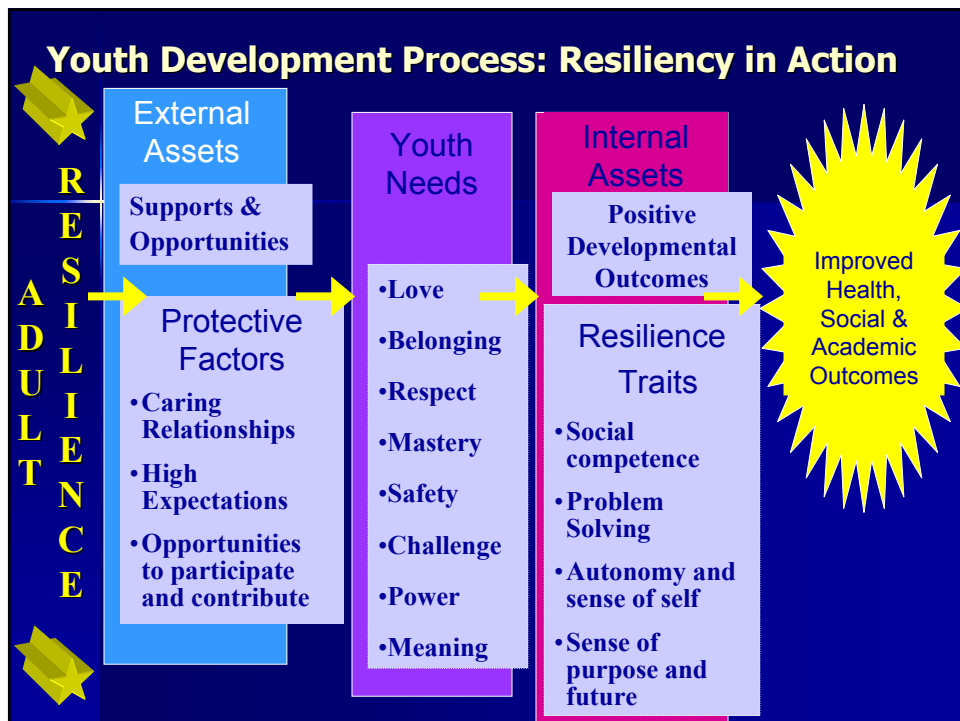 Youth Development Process: Resiliency in Action
ADULT
RESILIENCE
External
Assets
Supports &
Opportunities
Protective
Factors
•Caring
Relationships
•High
Expectations
•Opportunities
to participate
and contribute
Youth
Needs
•Love
•Belonging
•Respect
•Mastery
•Safety
•Challenge
•Power
•Meaning
Internal
Assets
Positive
Developmental
Outcomes
Resilience
Traits
•Social
competence
•Problem
Solving
•Autonomy and
sense of self
•Sense of
purpose and
future
Improved
Health,
Social &
Academic
Outcomes